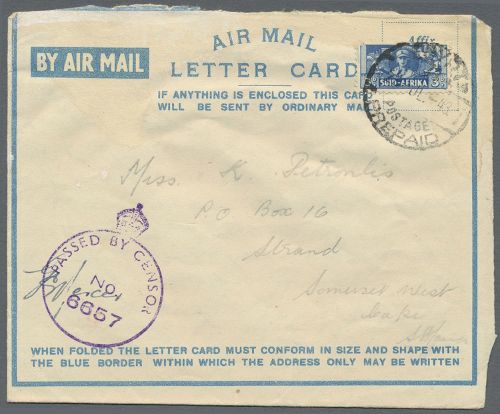 AIR MAIL
BY AIR MAIL
LETTER CARD
IF ANYTHING IS ENCLOSED THIS CARD
WILL BE SENT BY ORDINARY MAIL
Affix
SUID-AFRIKA
POSTAGE
PREPAID
Miss. K. Petronlis
P.O. Box 16
Strand
Somerset West
Cape
PASSED BY CENSOR
No
6657
WHEN FOLDED THE LETTER CARD MUST CONFORM IN SIZE AND SHAPE WITH
THE BLUE BORDER WITHIN WHICH THE ADDRESS ONLY MAY BE WRITTEN